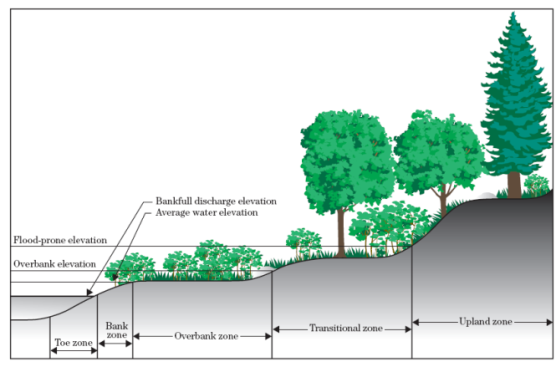 Bankfull discharge elevation
Average water elevation
Flood-prone elevation
Overbank elevation
Toe zone
Bank
zone
Overbank zone
Transitional zone
Upland zone